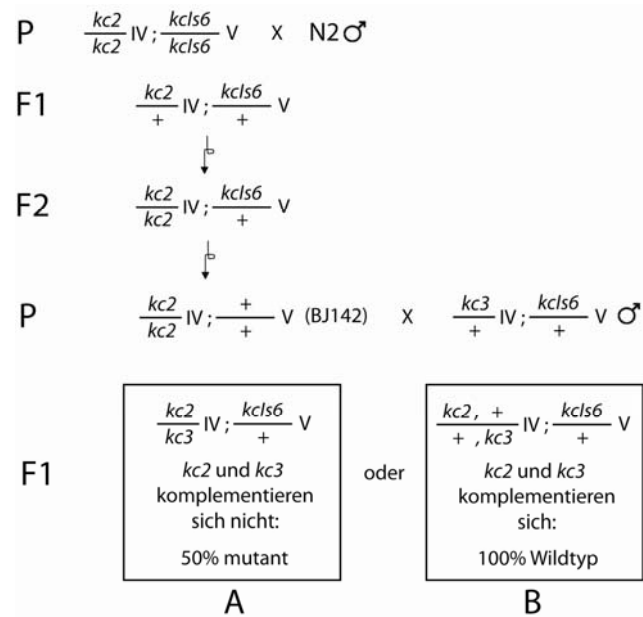 P kc2/kc2 IV ; kcIs6/kcIs6 V X N2 ♂
F1 kc2/+ IV ; kcIs6/+ V
F2 kc2/kc2 IV ; kcIs6/+ V
P kc2/kc2 IV ; +/+ V (BJ142) X kc3/+ IV ; kcIs6/+ V ♂
F1
kc2/kc3 IV ; kcIs6/+ V
kc2 und kc3
komplementieren
sich nicht:
50% mutant
oder
kc2 , +/+ , kc3 IV ; kcIs6/+ V
kc2 und kc3
komplementieren
sich:
100% Wildtyp
A
B